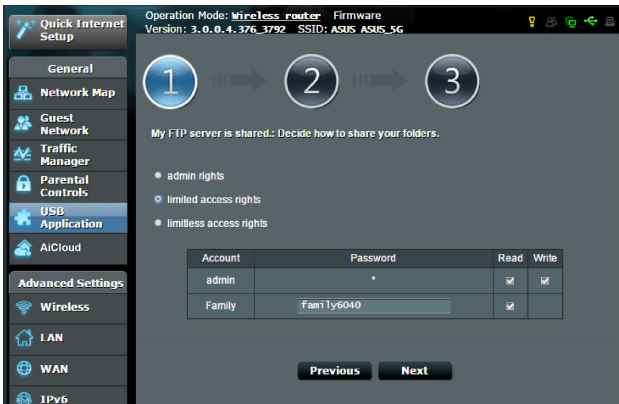 Quick Internet
Setup
Operation Mode: Wireless router Firmware
Version: 3.0.0.4.376_3792 SSID: ASUS ASUS_5G
General
Network Map
Guest
Network
Traffic
Manager
Parental
Controls
USB
Application
AiCloud
Advanced Settings
Wireless
LAN
WAN
IPv6
1 2 3
My FTP server is shared.: Decide how to share your folders.
admin rights
limited access rights
limitless access rights
Account Password Read Write
admin *
Family family6040
Previous Next